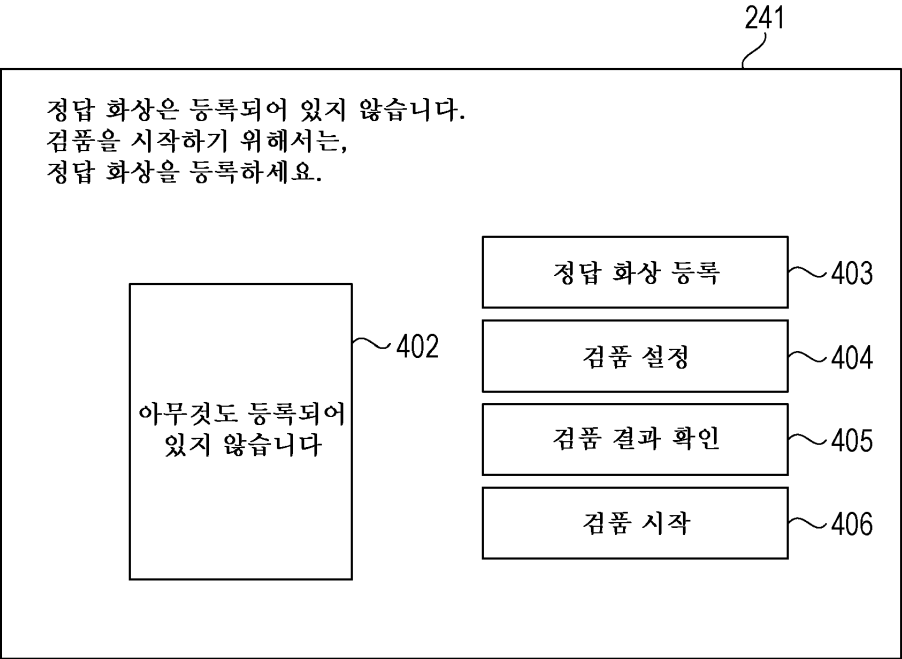 241
정답 화상은 등록되어 있지 않습니다.
검품을 시작하기 위해서는,
정답 화상을 등록하세요.
정답 화상 등록
403
402
검품 설정
404
아무것도 등록되어
있지 않습니다
검품 결과 확인
405
검품 시작
406